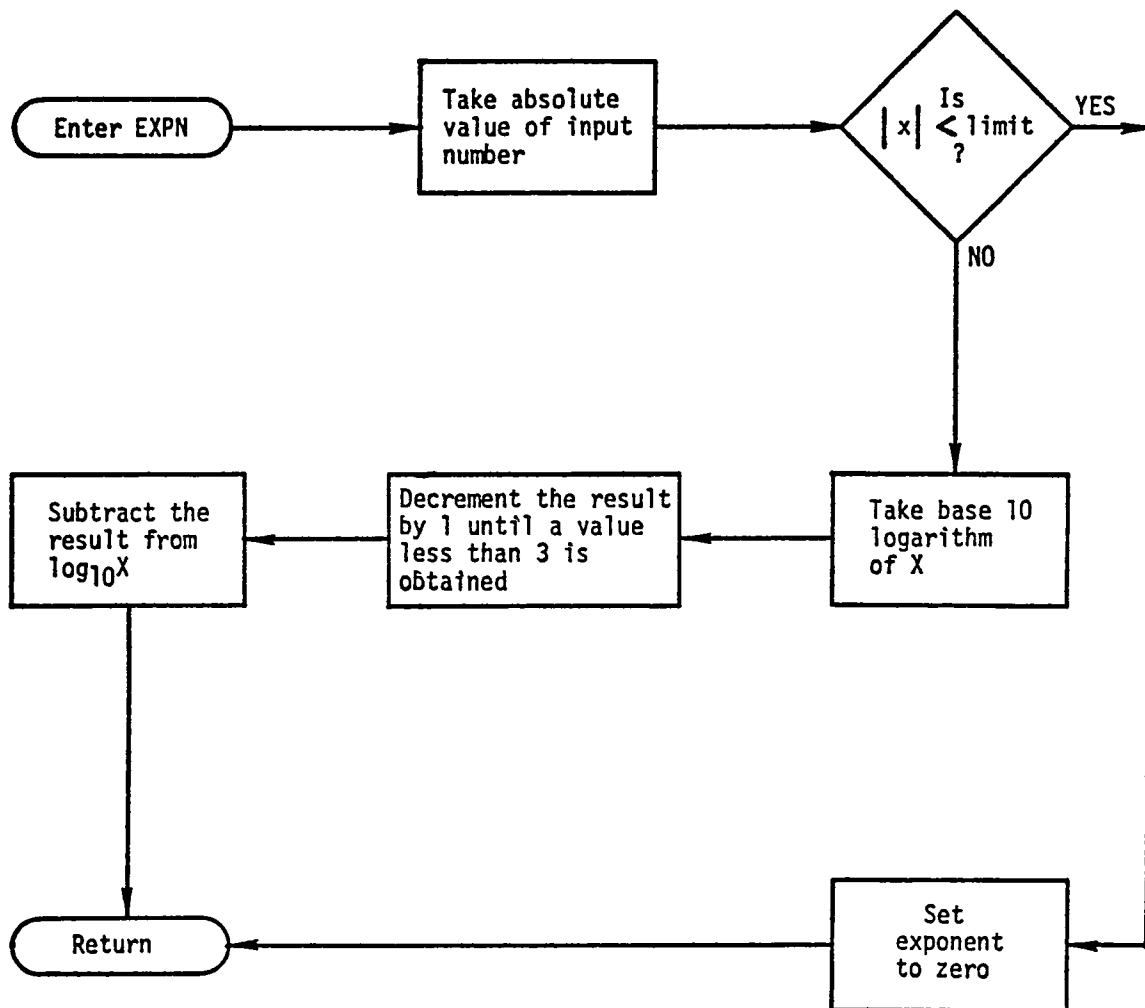 Enter EXPN
Take absolute
value of input
number
Is
|x| < limit
?
YES
NO
Take base 10
logarithm
of X
Decrement the result
by 1 until a value
less than 3 is
obtained
Subtract the
result from
log₁₀X
Set
exponent
to zero
Return